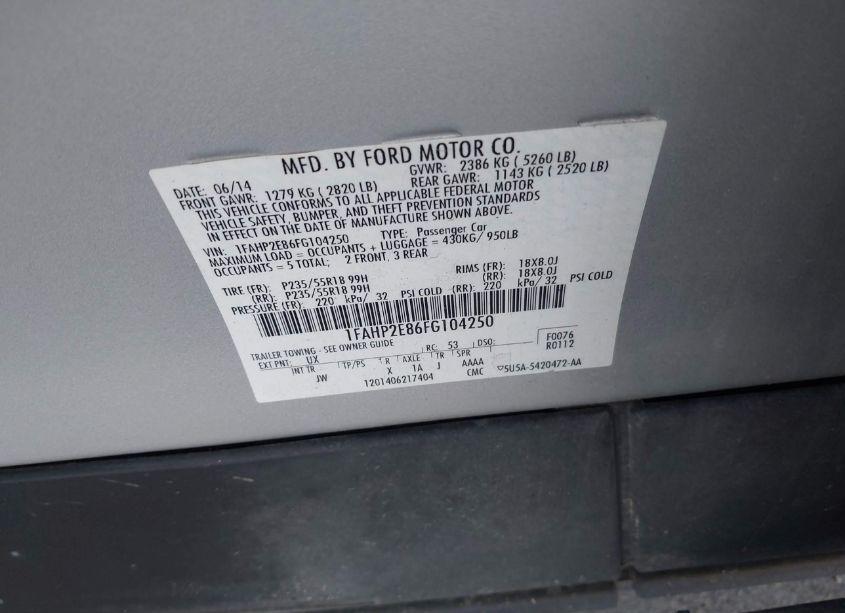 MFD. BY FORD MOTOR CO.
DATE: 06/14 GVWR: 2386 KG ( 5260 LB)
FRONT GAWR: 1279 KG ( 2820 LB) REAR GAWR: 1143 KG ( 2520 LB)
THIS VEHICLE CONFORMS TO ALL APPLICABLE FEDERAL MOTOR
VEHICLE SAFETY, BUMPER, AND THEFT PREVENTION STANDARDS
IN EFFECT ON THE DATE OF MANUFACTURE SHOWN ABOVE.
VIN: 1FAHP2E86FG104250 TYPE: Passenger Car
MAXIMUM LOAD = OCCUPANTS + LUGGAGE = 430KG/ 950LB
OCCUPANTS = 5 TOTAL; 2 FRONT, 3 REAR
TIRE (FR): P235/55R18 99H RIMS (FR): 18X8.0J
(RR): P235/55R18 99H (RR): 18X8.0J
PRESSURE (FR): 220 kPa/ 32 PSI COLD (RR): 220 kPa/ 32 PSI COLD
1FAHP2E86FG104250
F0076
R0112
TRAILER TOWING - SEE OWNER GUIDE RC: 53 DSO:
EXT PNT: UX
INT TR TP/PS R AXLE TR SPR
JW X 1A J AAAA
1201406217404 CMC ▽5U5A-5420472-AA